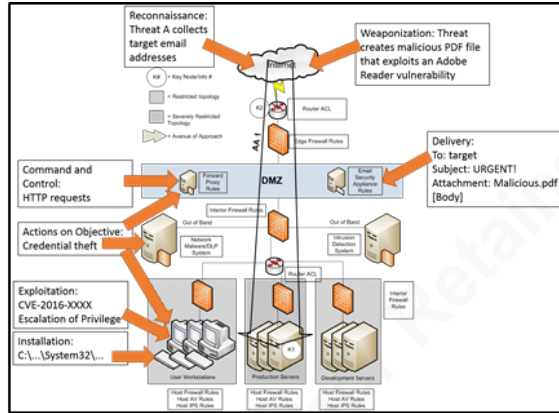 Reconnaissance:
Threat A collects
target email
addresses
Weaponization: Threat
creates malicious PDF file
that exploits an Adobe
Reader vulnerability
Internet
K# = Key Node/Info #
= Restricted topology
= Severely Restricted
Topology
= Avenue of Approach
K2
Router ACL
AA 1
Edge Firewall Rules
Delivery:
To: target
Subject: URGENT!
Attachment: Malicious.pdf
[Body]
Command and
Control:
HTTP requests
Forward
Proxy
Rules
DMZ
Email
Security
Appliance
Rules
Actions on Objective:
Credential theft
Interior Firewall Rules
Out of Band
Out of Band
Network
Malware/DLP
System
Intrusion
Detection
System
Router ACL
Exploitation:
CVE-2016-XXXX
Escalation of Privilege
Interior
Firewall
Rules
Installation:
C:\...\System32\...
K1
User Workstations
Production Servers
Development Servers
Host Firewall Rules
Host AV Rules
Host IPS Rules
Host Firewall Rules
Host AV Rules
Host IPS Rules
Host Firewall Rules
Host AV Rules
Host IPS Rules